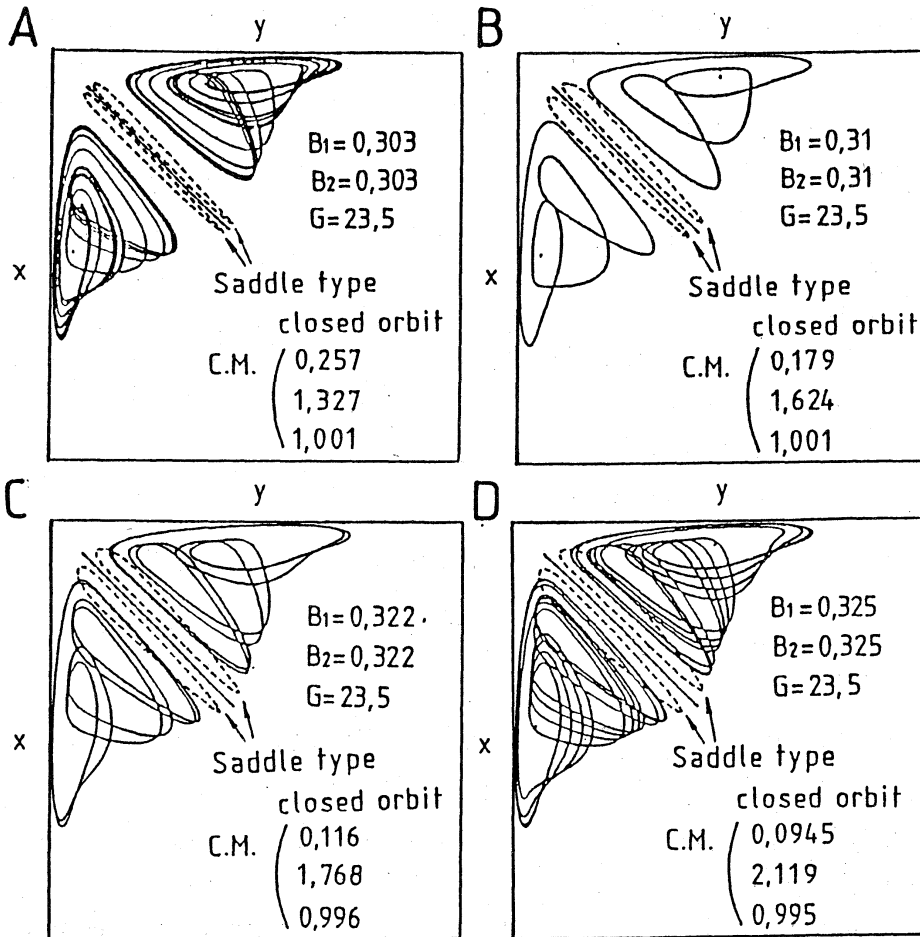 A
y
B1=0,303
B2=0,303
G=23,5
x
Saddle type
closed orbit
C.M.
0,257
1,327
1,001
B
y
B1=0,31
B2=0,31
G=23,5
x
Saddle type
closed orbit
C.M.
0,179
1,624
1,001
C
y
B1=0,322
B2=0,322
G=23,5
x
Saddle type
closed orbit
C.M.
0,116
1,768
0,996
D
y
B1=0,325
B2=0,325
G=23,5
x
Saddle type
closed orbit
C.M.
0,0945
2,119
0,995